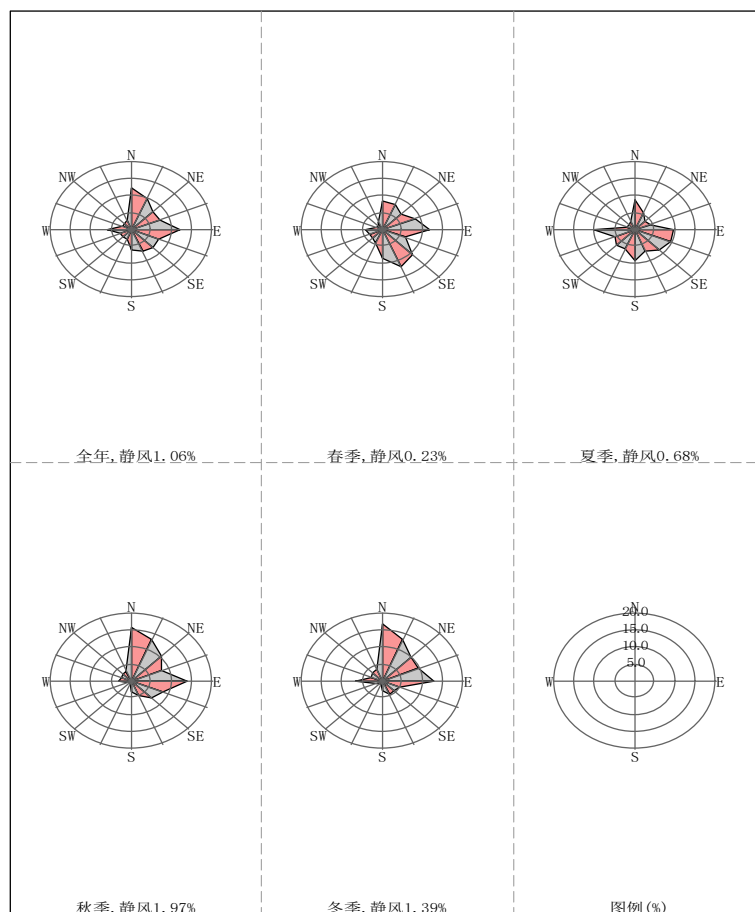 N
NW NE
W E
SW SE
S
全年,静风1.06%
N
NW NE
W E
SW SE
S
春季,静风0.23%
N
NW NE
W E
SW SE
S
夏季,静风0.68%
N
NW NE
W E
SW SE
S
秋季,静风1.97%
N
NW NE
W E
SW SE
S
冬季,静风1.39%
N
20.0
15.0
10.0
5.0
W E
S
图例(%)